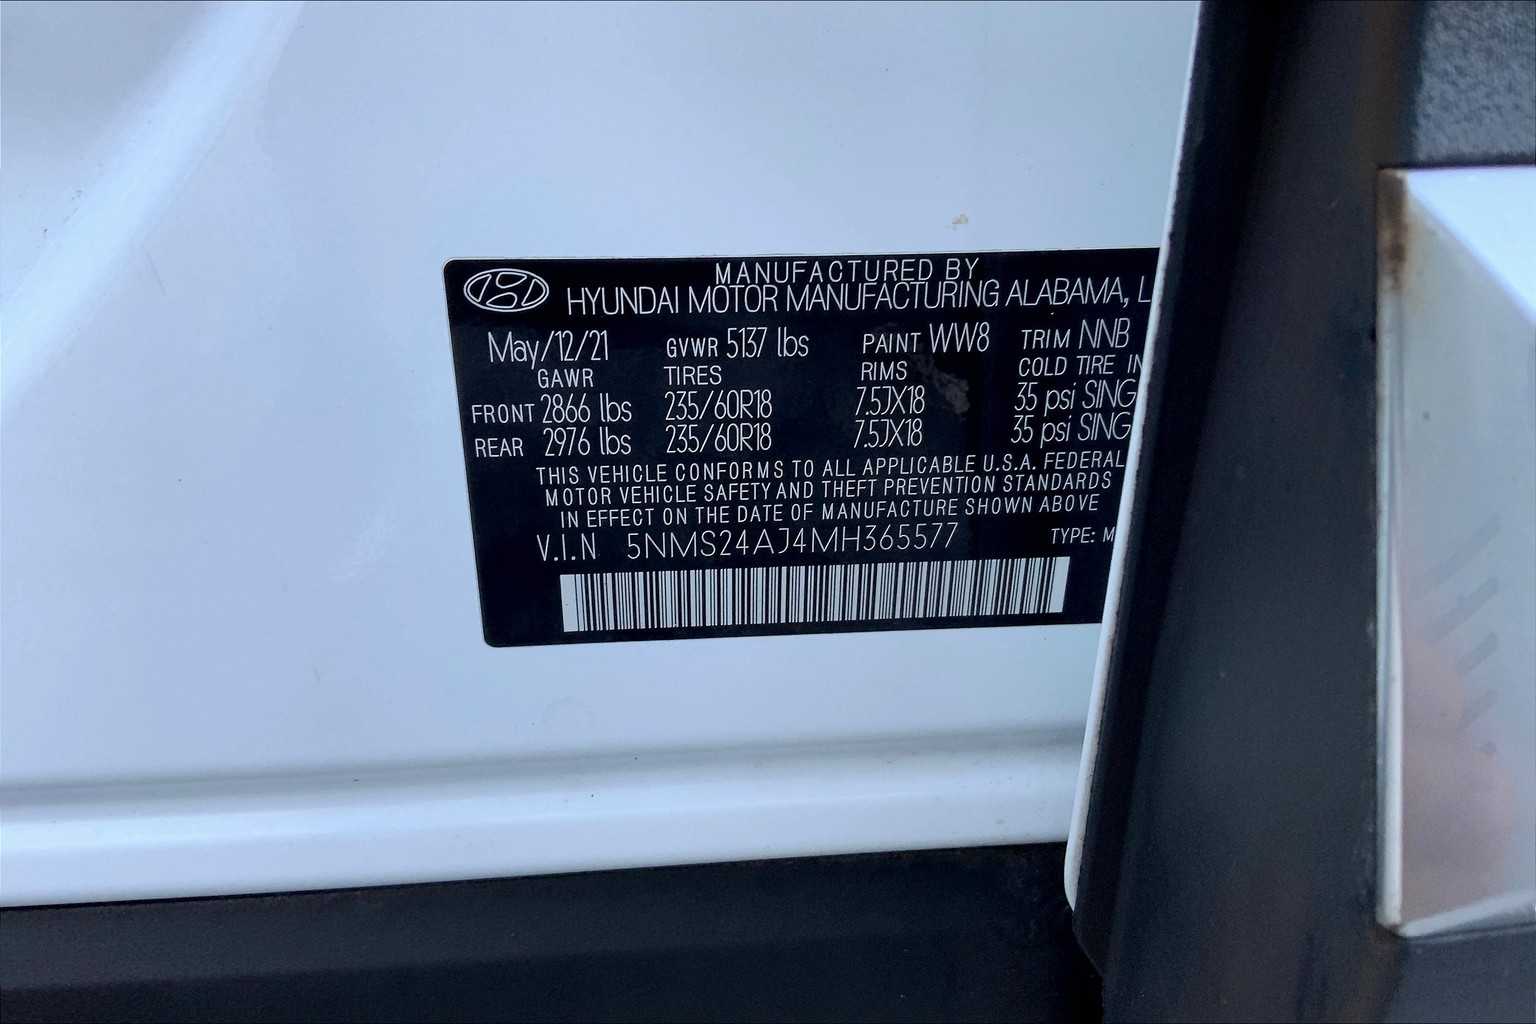 MANUFACTURED BY
HYUNDAI MOTOR MANUFACTURING ALABAMA, L
May/12/21 GVWR 5137 lbs PAINT WW8 TRIM NNB
GAWR TIRES RIMS COLD TIRE IN
FRONT 2866 lbs 235/60R18 7.5JX18 35 psi SING
REAR 2976 lbs 235/60R18 7.5JX18 35 psi SING
THIS VEHICLE CONFORMS TO ALL APPLICABLE U.S.A. FEDERAL
MOTOR VEHICLE SAFETY AND THEFT PREVENTION STANDARDS
IN EFFECT ON THE DATE OF MANUFACTURE SHOWN ABOVE
V.I.N 5NMS24AJ4MH365577 TYPE: M